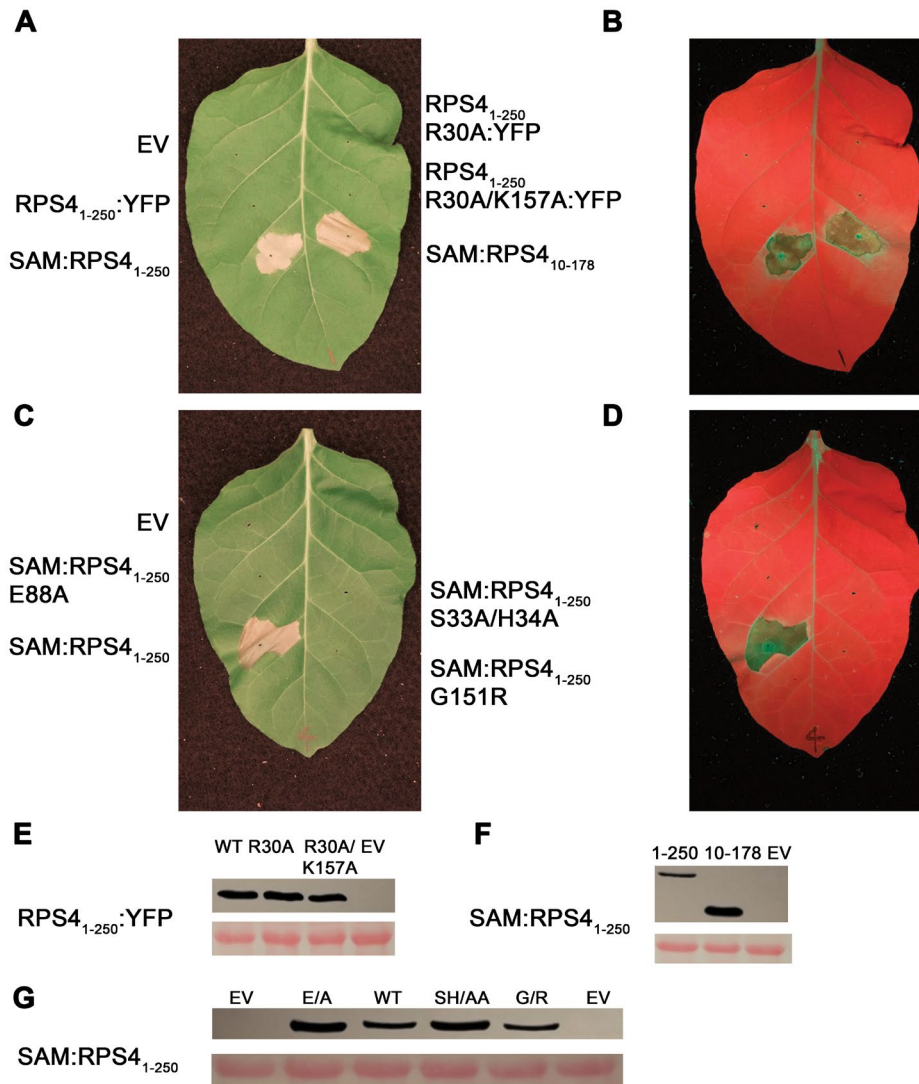 A
B
EV
RPS4₁₋₂₅₀:YFP
SAM:RPS4₁₋₂₅₀
RPS4₁₋₂₅₀
R30A:YFP
RPS4₁₋₂₅₀
R30A/K157A:YFP
SAM:RPS4₁₀₋₁₇₈
C
D
EV
SAM:RPS4₁₋₂₅₀
E88A
SAM:RPS4₁₋₂₅₀
SAM:RPS4₁₋₂₅₀
S33A/H34A
SAM:RPS4₁₋₂₅₀
G151R
4
E
WT R30A R30A/ EV
K157A
RPS4₁₋₂₅₀:YFP
F
1-250 10-178 EV
SAM:RPS4₁₋₂₅₀
G
EV E/A WT SH/AA G/R EV
SAM:RPS4₁₋₂₅₀